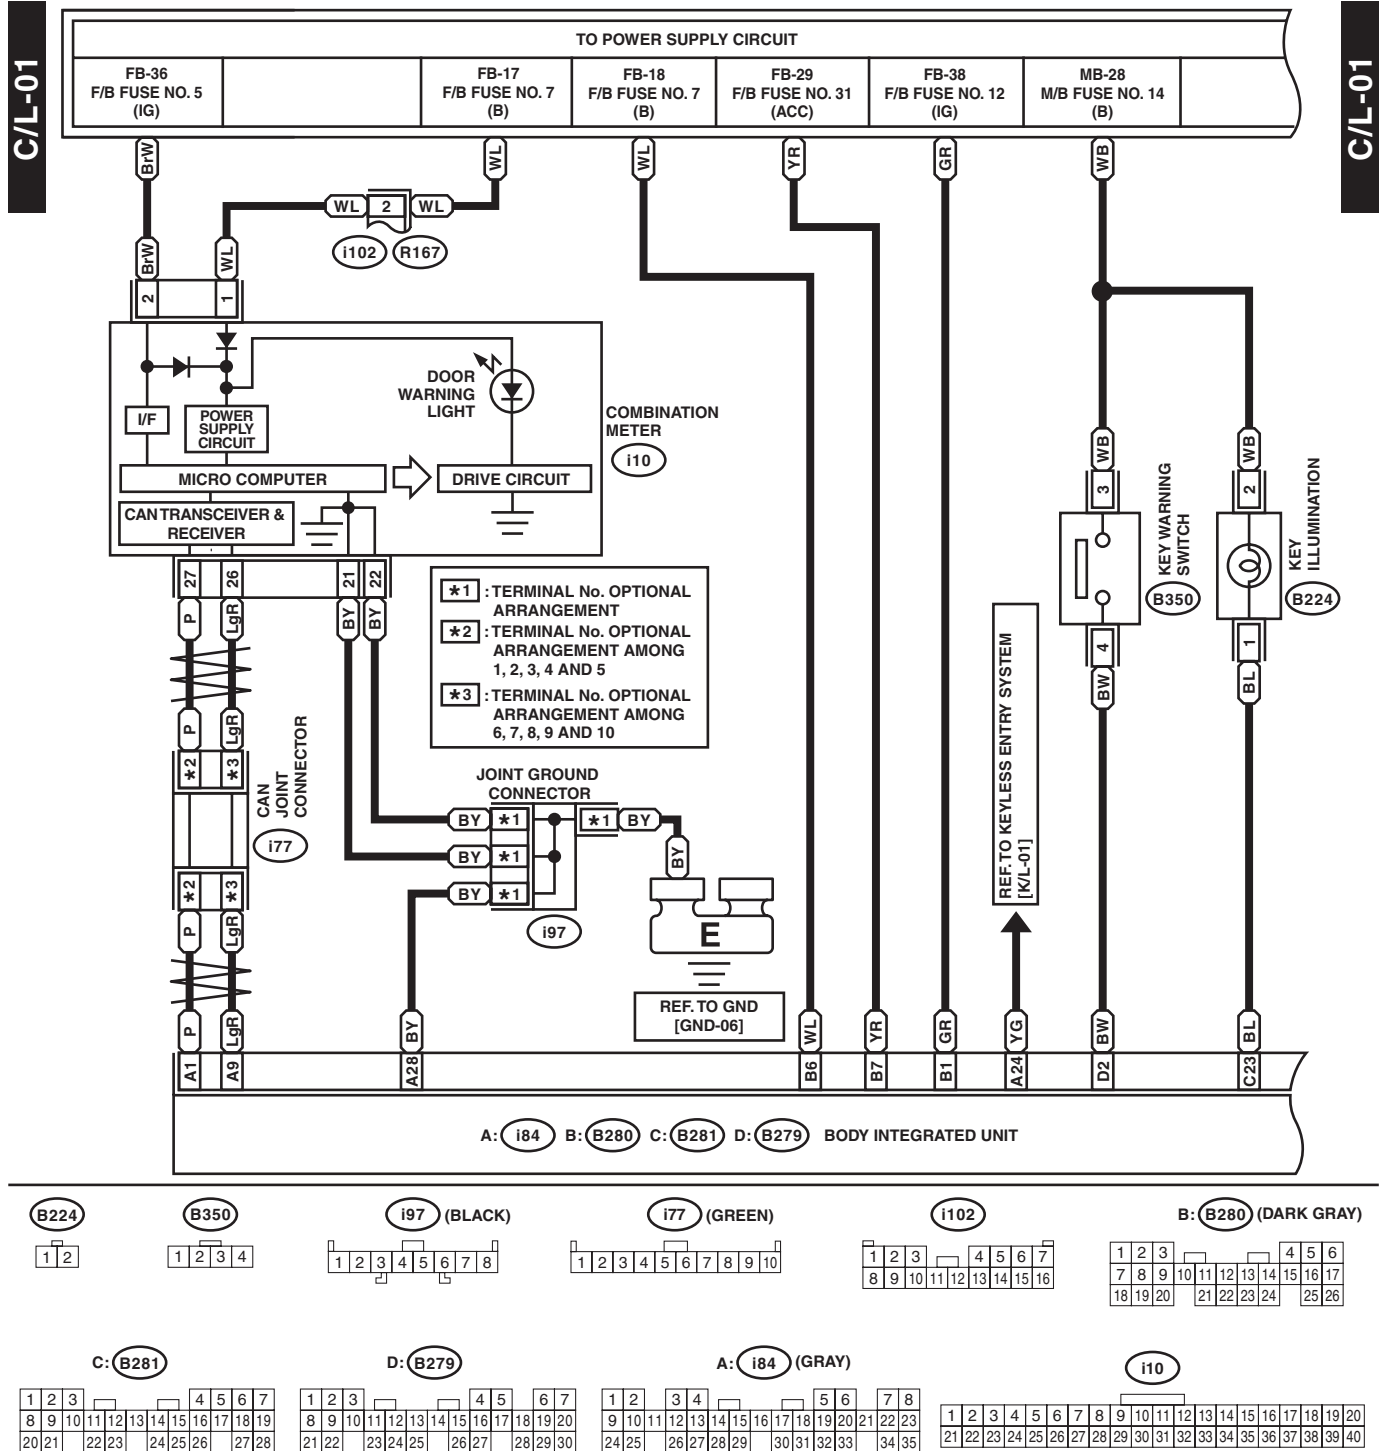 C/L-01
C/L-01
TO POWER SUPPLY CIRCUIT
FB-36
F/B FUSE NO. 5
(IG)
FB-17
F/B FUSE NO. 7
(B)
FB-18
F/B FUSE NO. 7
(B)
FB-29
F/B FUSE NO. 31
(ACC)
FB-38
F/B FUSE NO. 12
(IG)
MB-28
M/B FUSE NO. 14
(B)
BrW
WL
WL
YR
GR
WB
WL 2 WL
i102 R167
BrW
WL
2
1
DOOR
WARNING
LIGHT
I/F
POWER
SUPPLY
CIRCUIT
COMBINATION
METER
i10
MICRO COMPUTER
DRIVE CIRCUIT
CAN TRANSCEIVER &
RECEIVER
WB
WB
3
2
KEY WARNING
SWITCH
B350
KEY
ILLUMINATION
B224
4
1
BW
BL
27
26
21
22
P
LgR
BY
BY
*1 : TERMINAL No. OPTIONAL
ARRANGEMENT
*2 : TERMINAL No. OPTIONAL
ARRANGEMENT AMONG
1, 2, 3, 4 AND 5
*3 : TERMINAL No. OPTIONAL
ARRANGEMENT AMONG
6, 7, 8, 9 AND 10
REF. TO KEYLESS ENTRY SYSTEM
[K/L-01]
P
LgR
*2
*3
CAN
JOINT
CONNECTOR
i77
*2
*3
P
LgR
JOINT GROUND
CONNECTOR
BY *1 *1 BY
BY *1
BY *1
BY
i97
E
REF. TO GND
[GND-06]
P
LgR
BY
WL
YR
GR
YG
BW
BL
A1
A9
A28
B6
B7
B1
A24
D2
C23
A: i84 B: B280 C: B281 D: B279 BODY INTEGRATED UNIT
B224
1 2
B350
1 2 3 4
i97 (BLACK)
1 2 3 4 5 6 7 8
i77 (GREEN)
1 2 3 4 5 6 7 8 9 10
i102
1 2 3 4 5 6 7
8 9 10 11 12 13 14 15 16
B: B280 (DARK GRAY)
1 2 3 4 5 6
7 8 9 10 11 12 13 14 15 16 17
18 19 20 21 22 23 24 25 26
C: B281
1 2 3 4 5 6 7
8 9 10 11 12 13 14 15 16 17 18 19
20 21 22 23 24 25 26 27 28
D: B279
1 2 3 4 5 6 7
8 9 10 11 12 13 14 15 16 17 18 19 20
21 22 23 24 25 26 27 28 29 30
A: i84 (GRAY)
1 2 3 4 5 6 7 8
9 10 11 12 13 14 15 16 17 18 19 20 21 22 23
24 25 26 27 28 29 30 31 32 33 34 35
i10
1 2 3 4 5 6 7 8 9 10 11 12 13 14 15 16 17 18 19 20
21 22 23 24 25 26 27 28 29 30 31 32 33 34 35 36 37 38 39 40